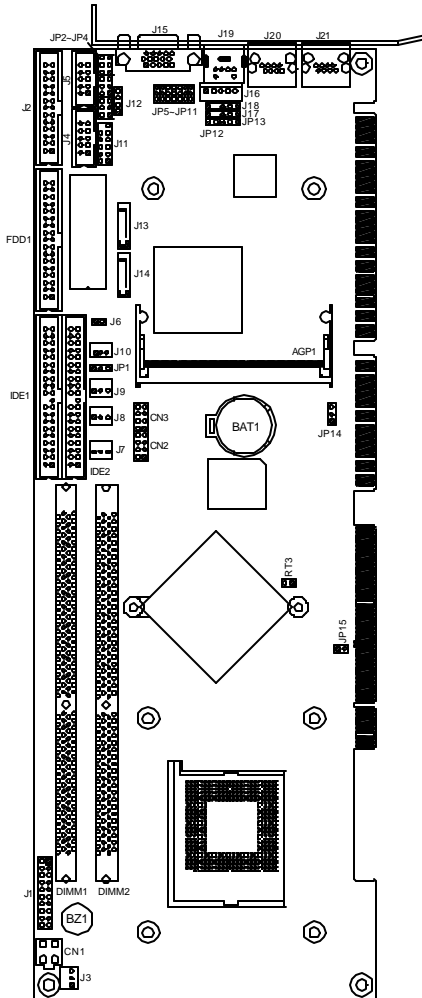 J15
J19
J20
J21
JP2-JP4
J5
J2
J12
J16
J18
J17
JP13
JP5-JP11
JP12
J4
J11
FDD1
J13
J14
J6
J10
AGP1
JP1
IDE1
J9
CN3
BAT1
J8
JP14
CN2
J7
IDE2
RT3
JP15
J1
DIMM1
DIMM2
BZ1
CN1
J3